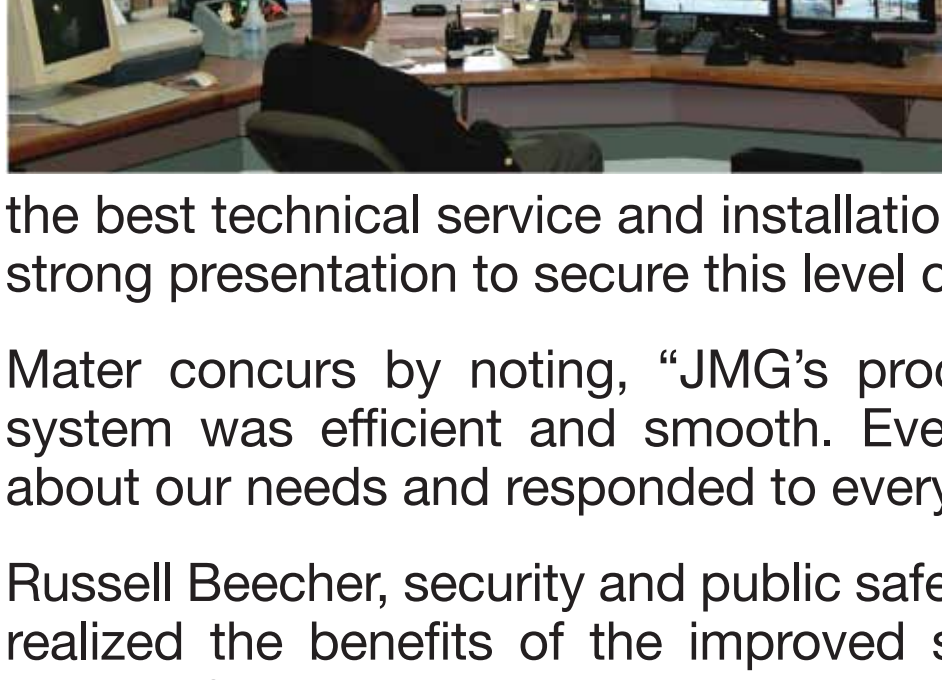 the best technical service and installatio
strong presentation to secure this level
Mater concurs by noting, “JMG’s proc
system was efficient and smooth. Eve
about our needs and responded to every
Russell Beecher, security and public safe
realized the benefits of the improved s